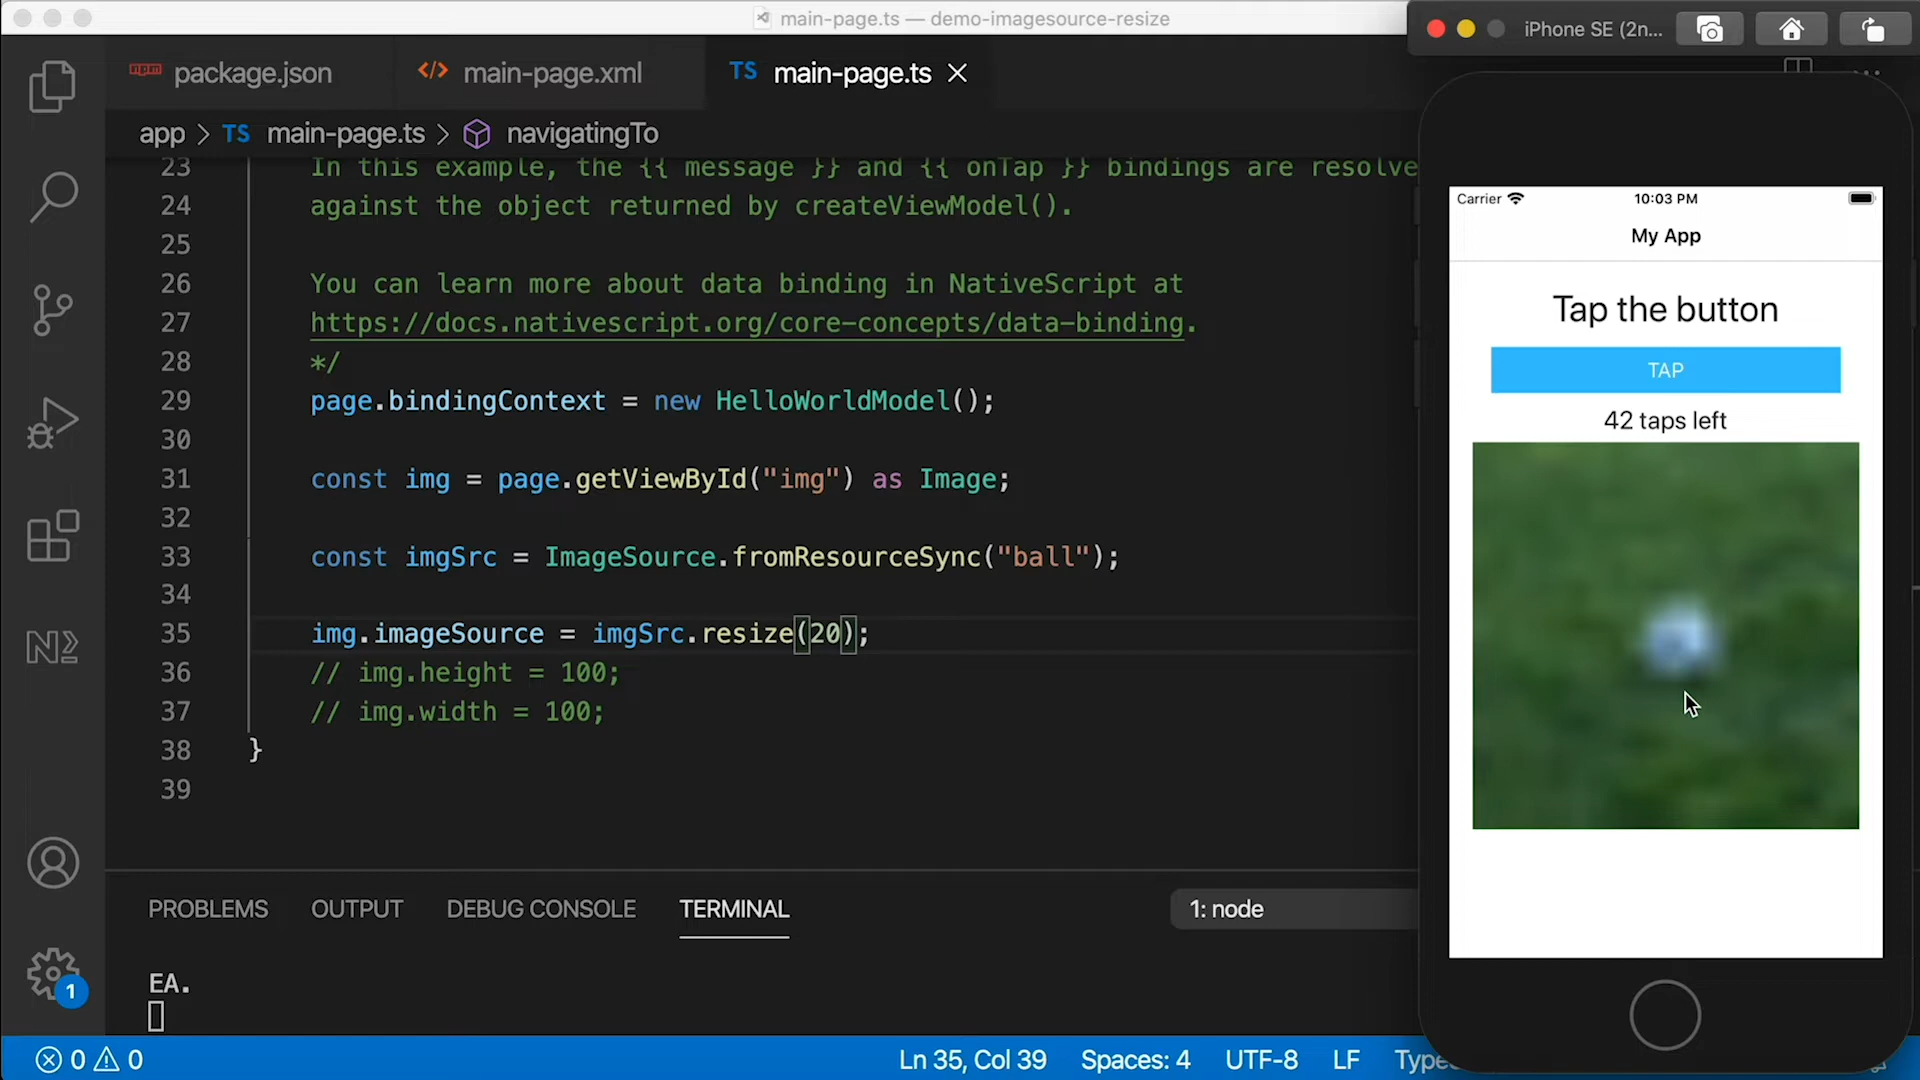 main-page.ts — demo-imagesource-resize
package.json
main-page.xml
TS main-page.ts
app > TS main-page.ts > navigatingTo
23 In this example, the {{ message }} and {{ onTap }} bindings are resolve
24 against the object returned by createViewModel().
25
26 You can learn more about data binding in NativeScript at
27 https://docs.nativescript.org/core-concepts/data-binding.
28 */
29 page.bindingContext = new HelloWorldModel();
30
31 const img = page.getViewById("img") as Image;
32
33 const imgSrc = ImageSource.fromResourceSync("ball");
34
35 img.imageSource = imgSrc.resize(20);
36 // img.height = 100;
37 // img.width = 100;
38 }
39
PROBLEMS OUTPUT DEBUG CONSOLE TERMINAL
1: node
EA.
1
0 0
Ln 35, Col 39 Spaces: 4 UTF-8 LF Type
iPhone SE (2n...
Carrier 10:03 PM
My App
Tap the button
TAP
42 taps left